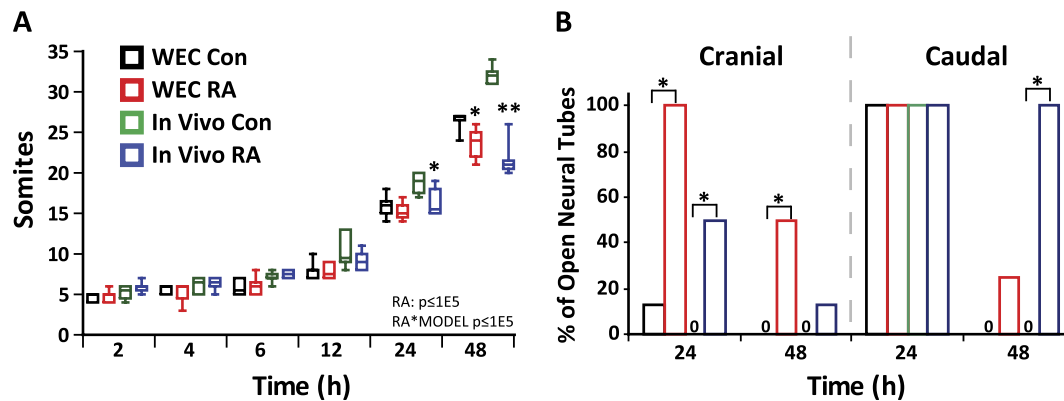 A
WEC Con
WEC RA
In Vivo Con
In Vivo RA
Somites
35
30
25
20
15
10
5
0
*
*
**
RA: p≤1E5
RA*MODEL p≤1E5
2 4 6 12 24 48
Time (h)
B
Cranial Caudal
% of Open Neural Tubes
100
80
60
40
20
0
* * * *
0 0 0 0 0
24 48 24 48
Time (h)